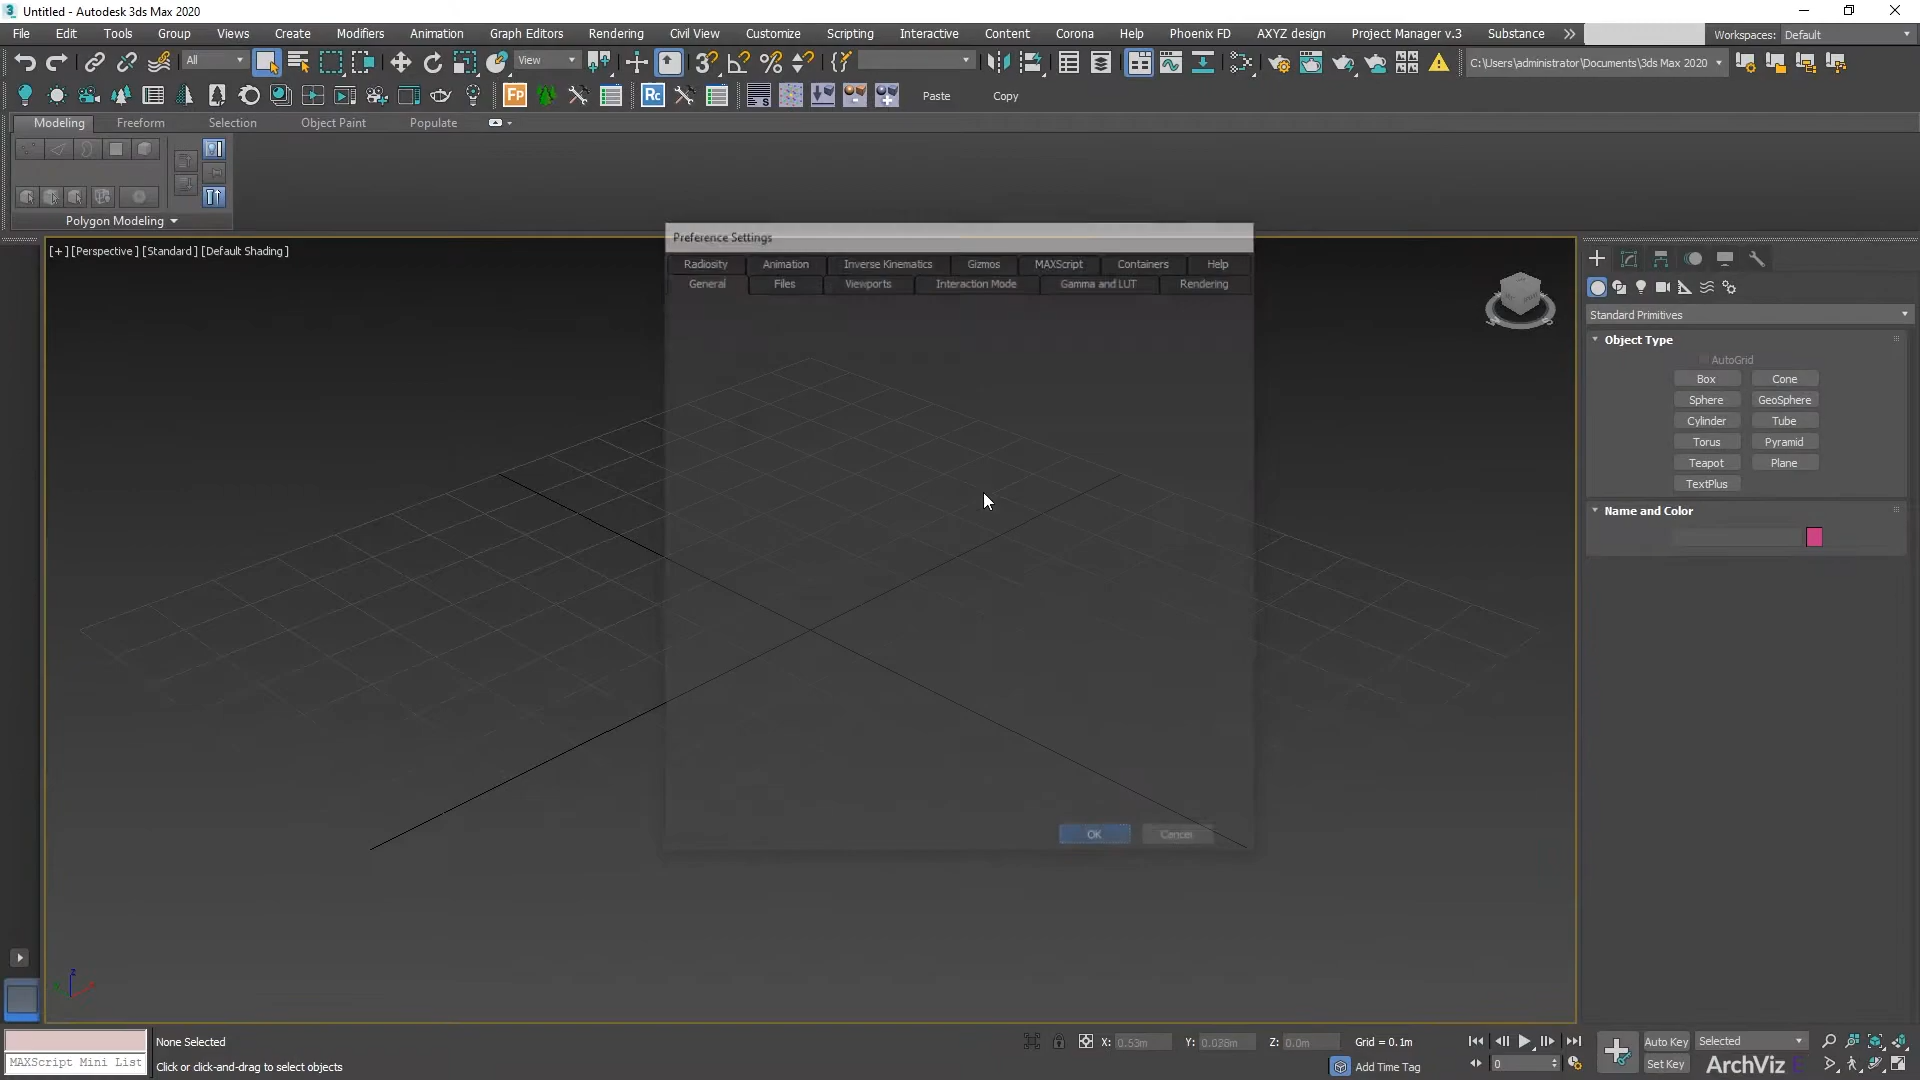 Untitled - Autodesk 3ds Max 2020
File Edit Tools Group Views Create Modifiers Animation Graph Editors Rendering Civil View Customize Scripting Interactive Content Corona Help Phoenix FD AXYZ design Project Manager v.3 Substance Workspaces: Default
All View C:\Users\administrator\Documents\3ds Max 2020
Fp Rc Paste Copy
Modeling Freeform Selection Object Paint Populate
Polygon Modeling
Preference Settings
[+] [Perspective] [Standard] [Default Shading]
Radiosity Animation Inverse Kinematics Gizmos MAXScript Containers Help
General Files Viewports Interaction Mode Gamma and LUT Rendering
Standard Primitives
Object Type
AutoGrid
Box Cone
Sphere GeoSphere
Cylinder Tube
Torus Pyramid
Teapot Plane
TextPlus
Name and Color
OK Cancel
None Selected X: 0.53m Y: 0.028m Z: 0.0m Grid = 0.1m Auto Key Selected
MAXScript Mini List Click or click-and-drag to select objects Add Time Tag 0 Set Key ArchViz